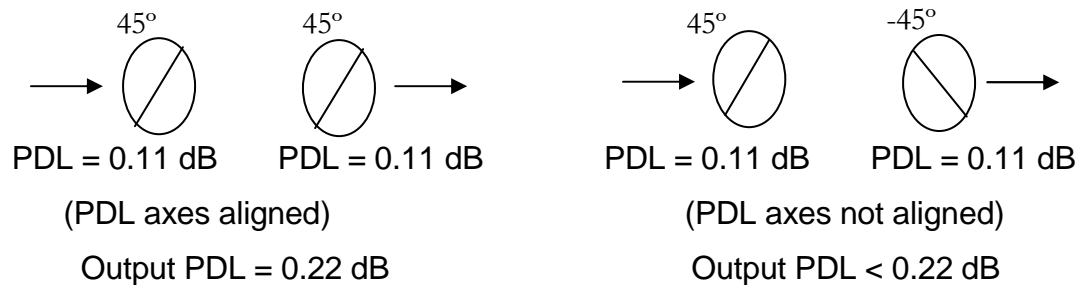 45º 45º
PDL = 0.11 dB PDL = 0.11 dB
(PDL axes aligned)
Output PDL = 0.22 dB
45º -45º
PDL = 0.11 dB PDL = 0.11 dB
(PDL axes not aligned)
Output PDL < 0.22 dB